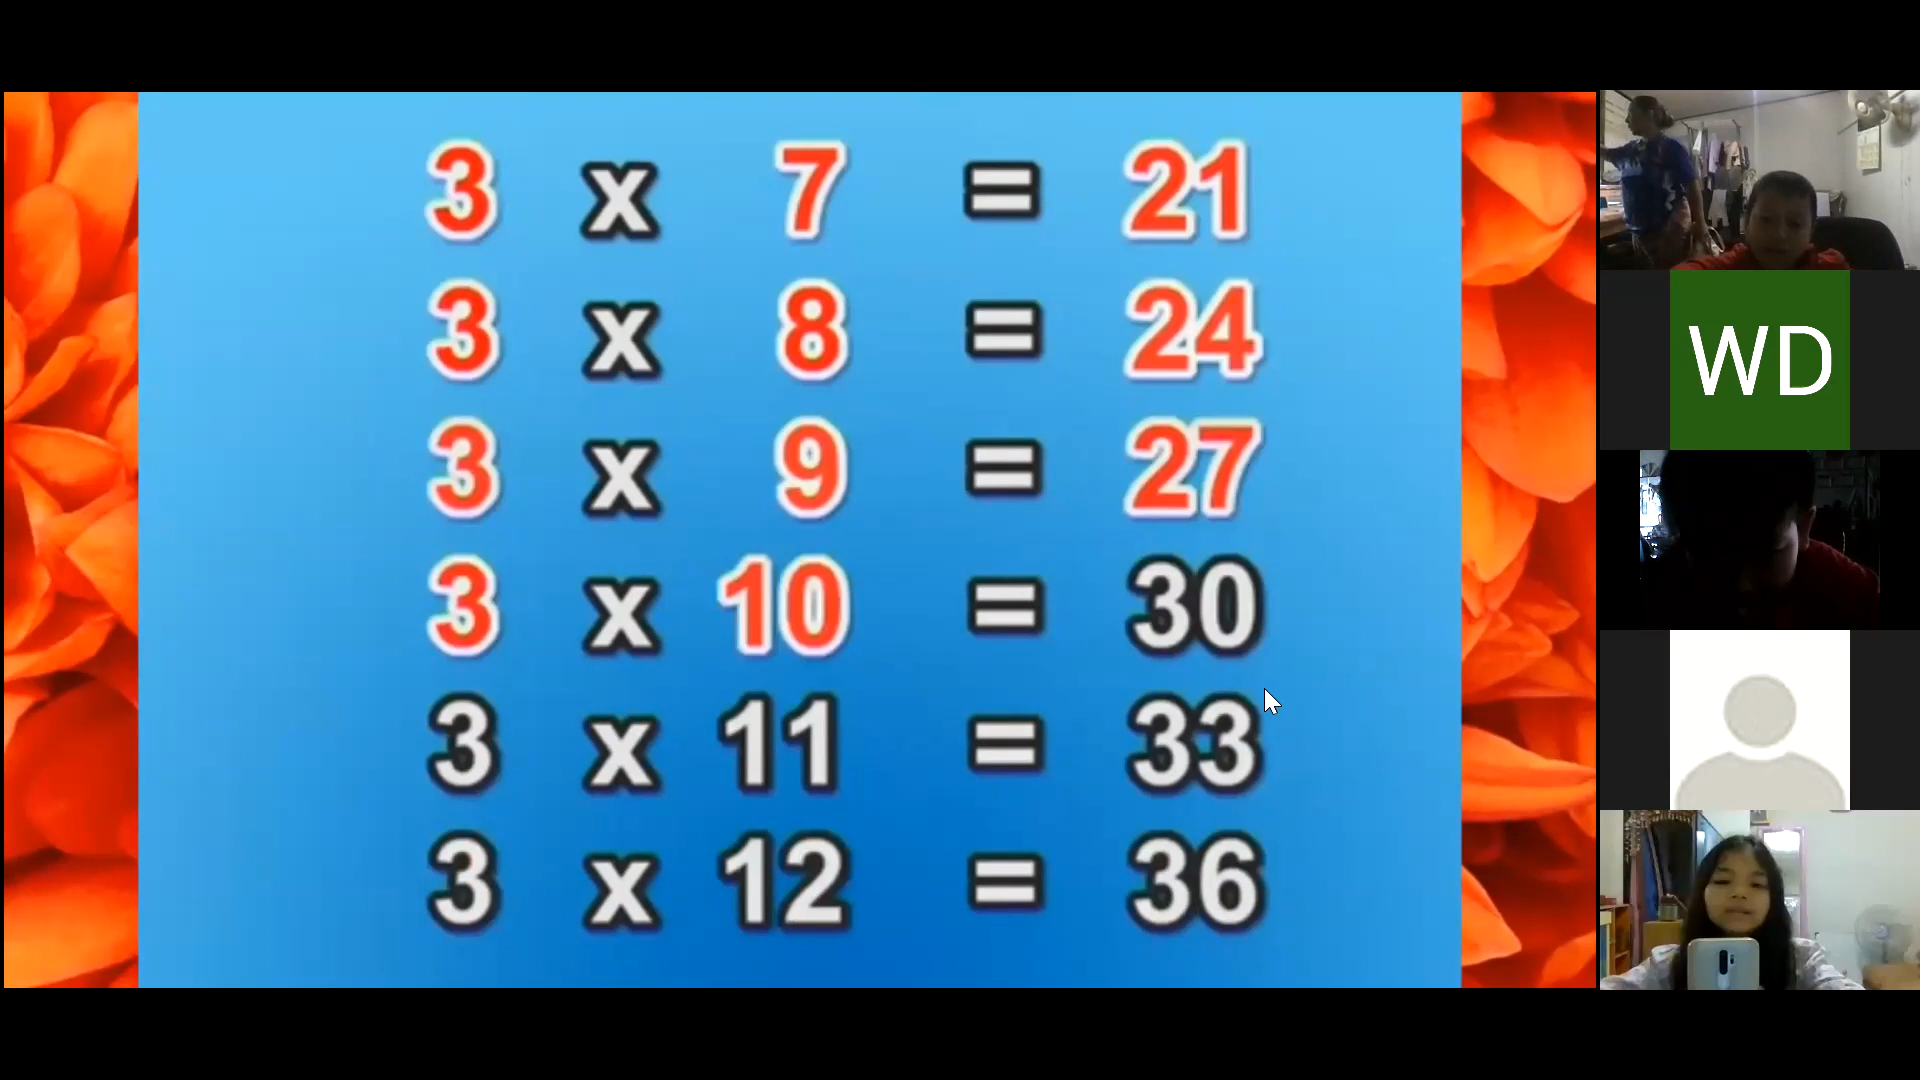 3 x 7 = 21
3 x 8 = 24
3 x 9 = 27
3 x 10 = 30
3 x 11 = 33
3 x 12 = 36
WD